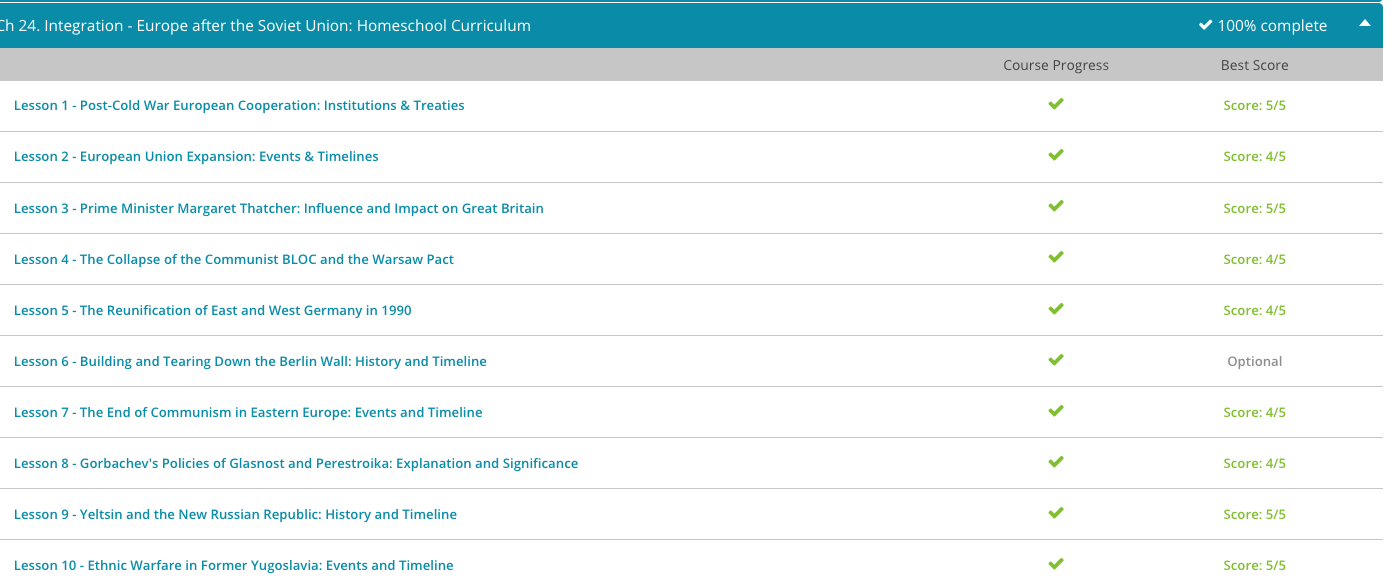 Ch 24. Integration - Europe after the Soviet Union: Homeschool Curriculum 100% complete
Course Progress Best Score
Lesson 1 - Post-Cold War European Cooperation: Institutions & Treaties Score: 5/5
Lesson 2 - European Union Expansion: Events & Timelines Score: 4/5
Lesson 3 - Prime Minister Margaret Thatcher: Influence and Impact on Great Britain Score: 5/5
Lesson 4 - The Collapse of the Communist BLOC and the Warsaw Pact Score: 4/5
Lesson 5 - The Reunification of East and West Germany in 1990 Score: 4/5
Lesson 6 - Building and Tearing Down the Berlin Wall: History and Timeline Optional
Lesson 7 - The End of Communism in Eastern Europe: Events and Timeline Score: 4/5
Lesson 8 - Gorbachev's Policies of Glasnost and Perestroika: Explanation and Significance Score: 4/5
Lesson 9 - Yeltsin and the New Russian Republic: History and Timeline Score: 5/5
Lesson 10 - Ethnic Warfare in Former Yugoslavia: Events and Timeline Score: 5/5